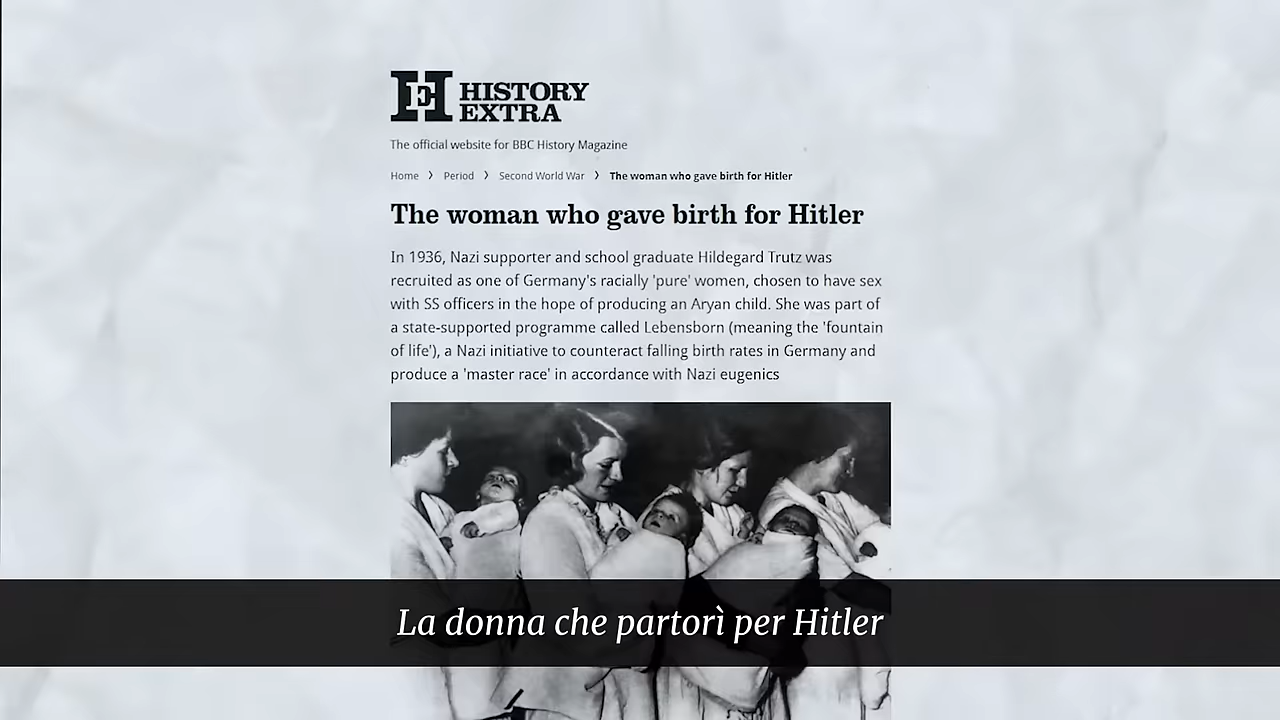 HE HISTORY
EXTRA
The official website for BBC History Magazine
Home > Period > Second World War > The woman who gave birth for Hitler
The woman who gave birth for Hitler
In 1936, Nazi supporter and school graduate Hildegard Trutz was
recruited as one of Germany's racially 'pure' women, chosen to have sex
with SS officers in the hope of producing an Aryan child. She was part of
a state-supported programme called Lebensborn (meaning the 'fountain
of life'), a Nazi initiative to counteract falling birth rates in Germany and
produce a 'master race' in accordance with Nazi eugenics
La donna che partorì per Hitler